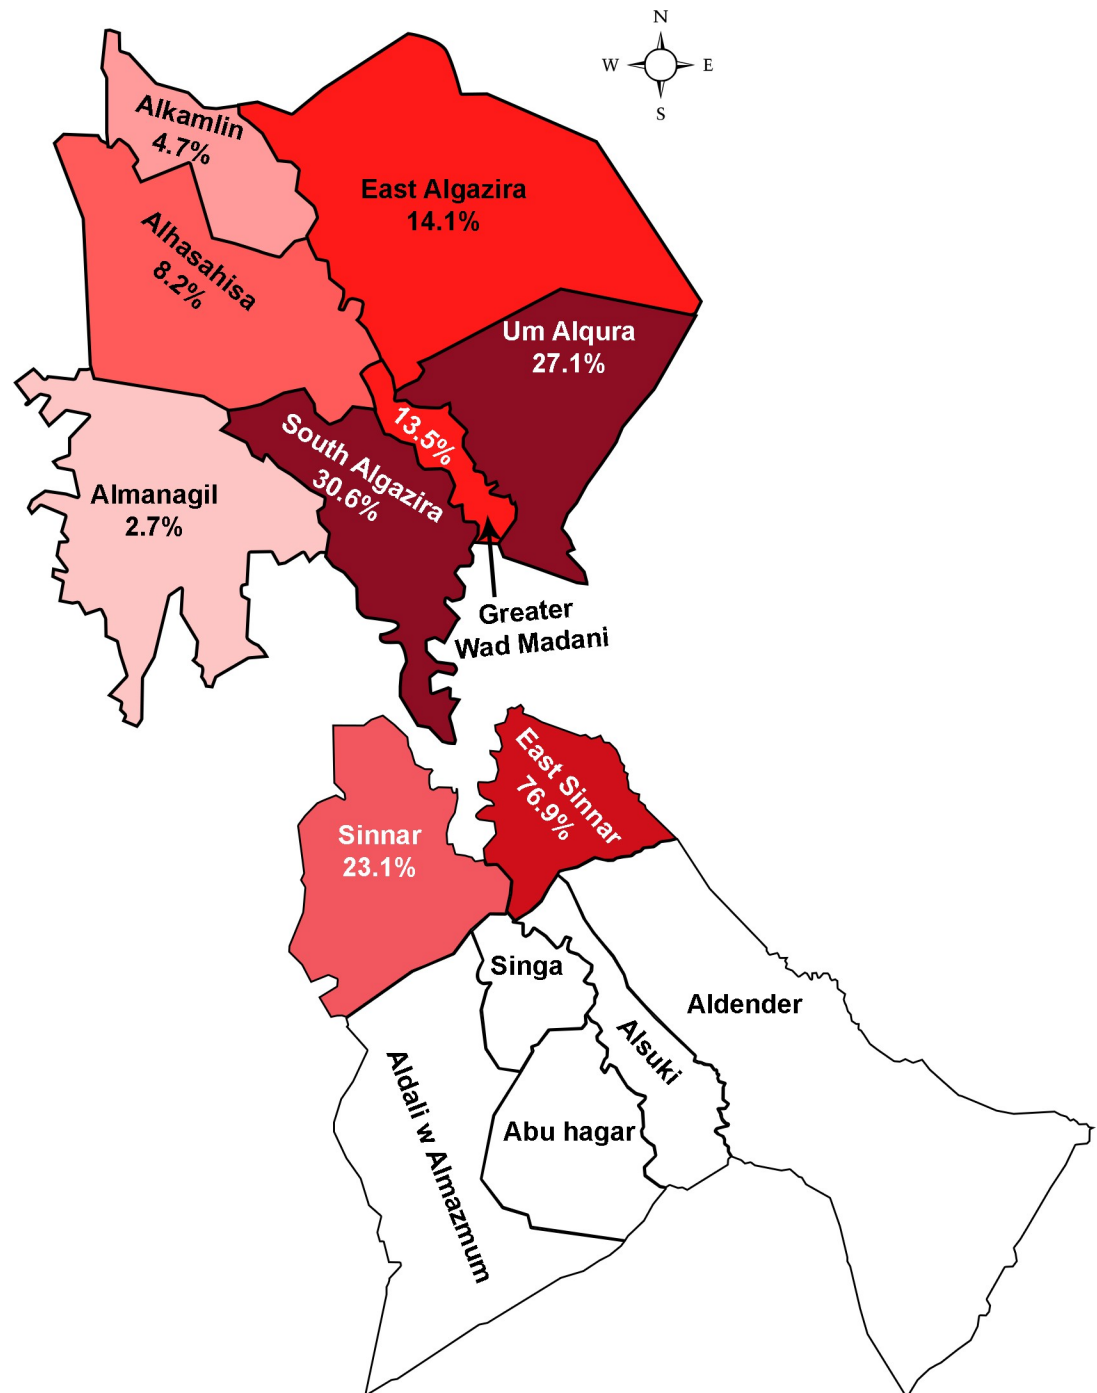 N
W E
S
Alkamlin
4.7%
East Algazira
14.1%
Alhasahisa
8.2%
Um Alqura
27.1%
13.5%
South Algazira
30.6%
Almanagil
2.7%
Greater
Wad Madani
East Sinnar
76.9%
Sinnar
23.1%
Singa
Aldender
Alsuki
Aldali w Almazmum
Abu hagar